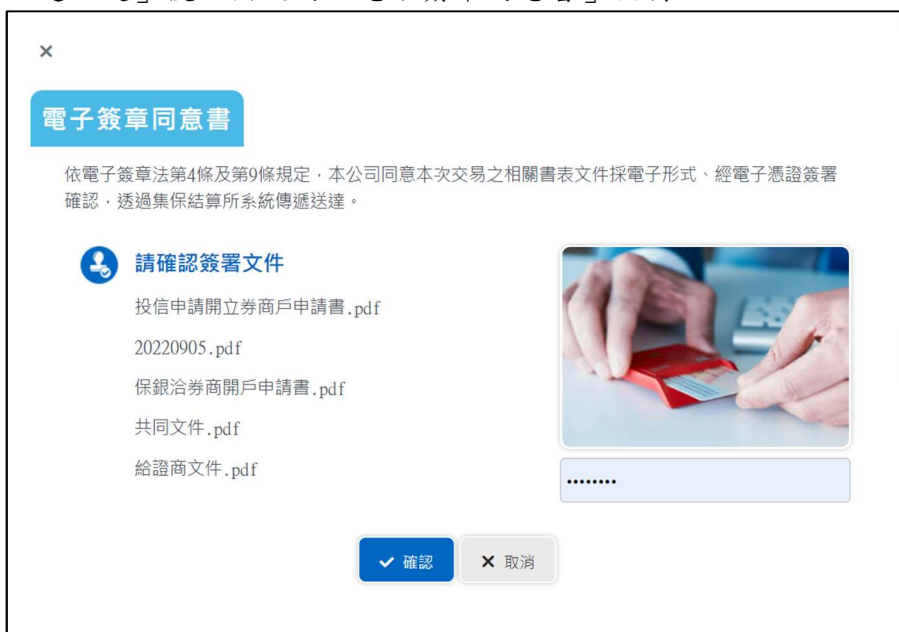 ×
電子簽章同意書
依電子簽章法第4條及第9條規定，本公司同意本次交易之相關書表文件採電子形式、經電子憑證簽署
確認，透過集保結算所系統傳遞送達。
請確認簽署文件
投信申請開立券商戶申請書.pdf
20220905.pdf
保銀洽券商開戶申請書.pdf
共同文件.pdf
給證商文件.pdf
••••••••
確認
取消